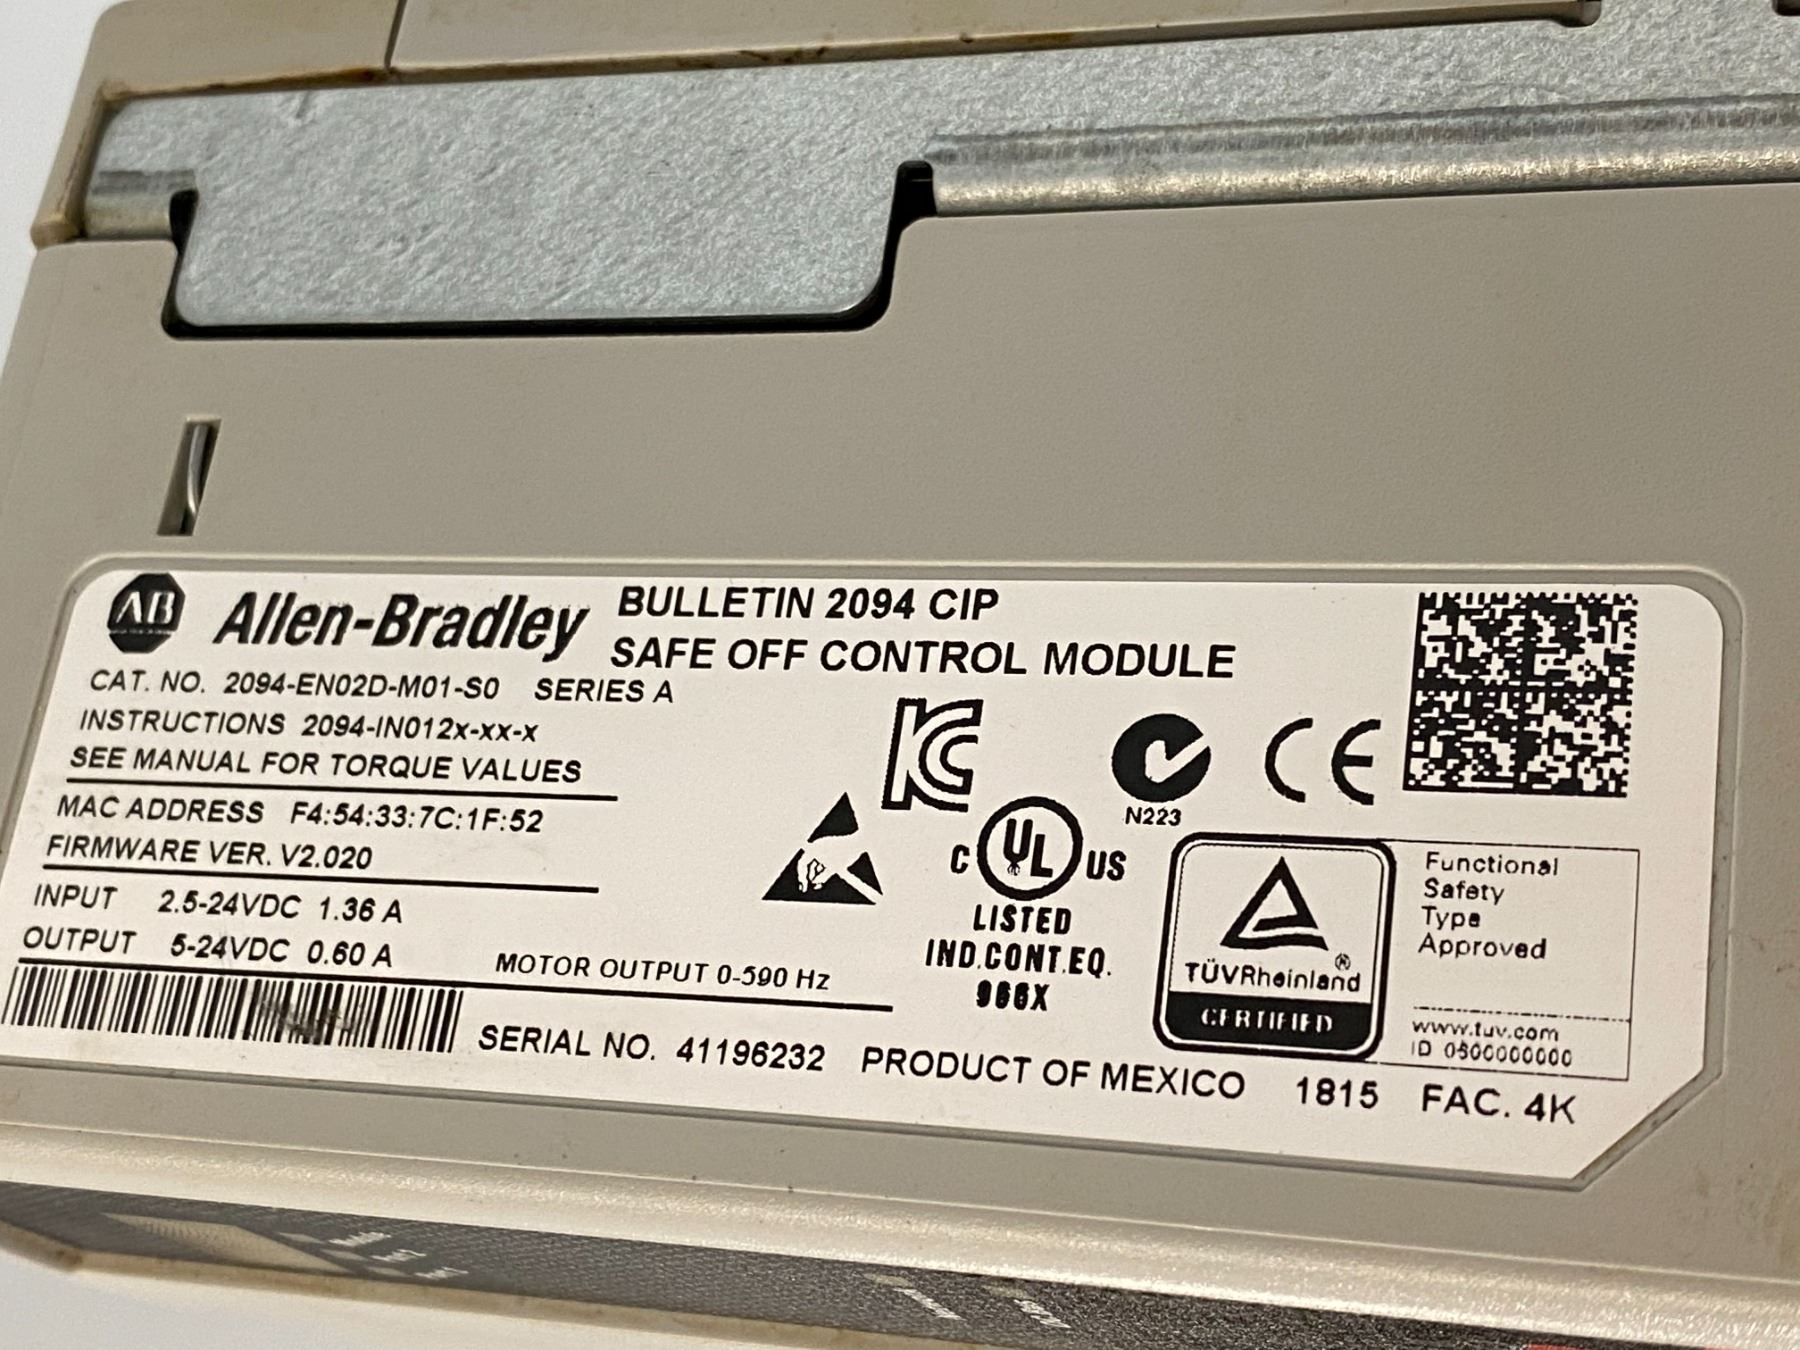 AB Allen-Bradley
BULLETIN 2094 CIP
SAFE OFF CONTROL MODULE
CAT. NO. 2094-EN02D-M01-S0 SERIES A
INSTRUCTIONS 2094-IN012x-xx-x
SEE MANUAL FOR TORQUE VALUES
MAC ADDRESS F4:54:33:7C:1F:52
FIRMWARE VER. V2.020
INPUT 2.5-24VDC 1.36 A
OUTPUT 5-24VDC 0.60 A
MOTOR OUTPUT 0-590 Hz
KC
N223
CE
C UL US
LISTED
IND.CONT.EQ.
966X
TÜVRheinland®
CERTIFIED
Functional
Safety
Type
Approved
www.tuv.com
ID 0600000000
SERIAL NO. 41196232 PRODUCT OF MEXICO 1815 FAC. 4K